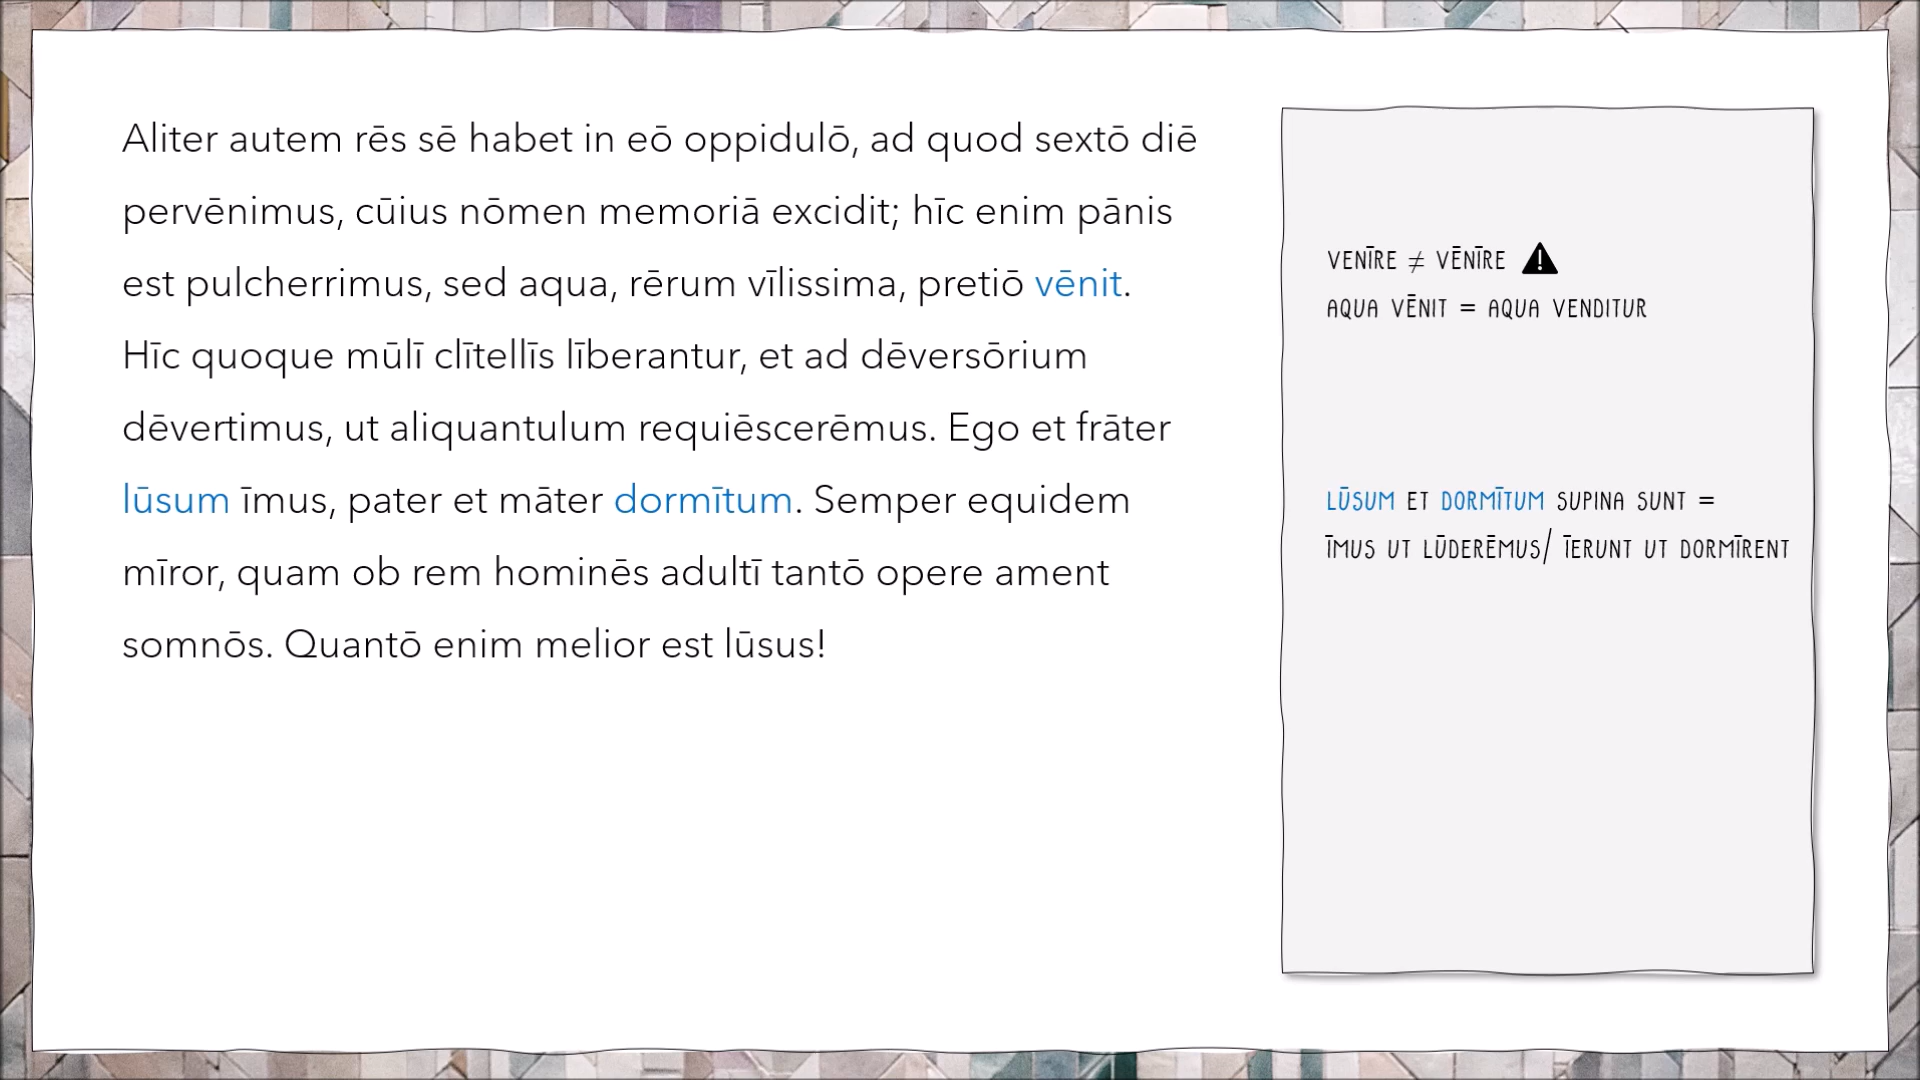 Aliter autem rēs sē habet in eō oppidulō, ad quod sextō diē
pervēnimus, cūius nōmen memoriā excidit; hīc enim pānis
est pulcherrimus, sed aqua, rērum vīlissima, pretiō vēnit.
Hīc quoque mūlī clītellīs līberantur, et ad dēversōrium
dēvertimus, ut aliquantulum requiēscerēmus. Ego et frāter
lūsum īmus, pater et māter dormītum. Semper equidem
mīror, quam ob rem hominēs adultī tantō opere ament
somnōs. Quantō enim melior est lūsus!
VENĪRE ≠ VĒNĪRE
AQUA VĒNIT = AQUA VENDITUR
LŪSUM ET DORMĪTUM SUPINA SUNT =
ĪMUS UT LŪDERĒMUS/ ĪERUNT UT DORMĪRENT